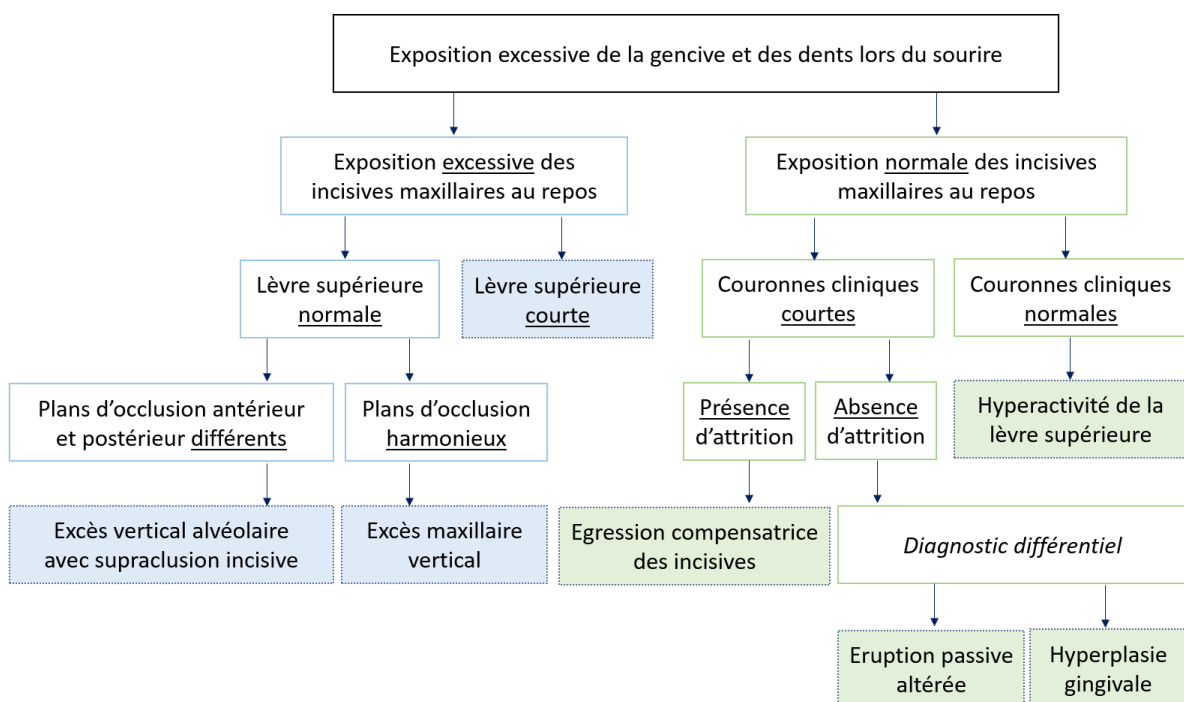 Exposition excessive de la gencive et des dents lors du sourire
Exposition excessive des
incisives maxillaires au repos
Exposition normale des incisives
maxillaires au repos
Lèvre supérieure
normale
Lèvre supérieure
courte
Couronnes cliniques
courtes
Couronnes cliniques
normales
Plans d’occlusion antérieur
et postérieur différents
Plans d’occlusion
harmonieux
Présence
d’attrition
Absence
d’attrition
Hyperactivité de la
lèvre supérieure
Excès vertical alvéolaire
avec supraclusion incisive
Excès maxillaire
vertical
Egression compensatrice
des incisives
Diagnostic différentiel
Eruption passive
altérée
Hyperplasie
gingivale